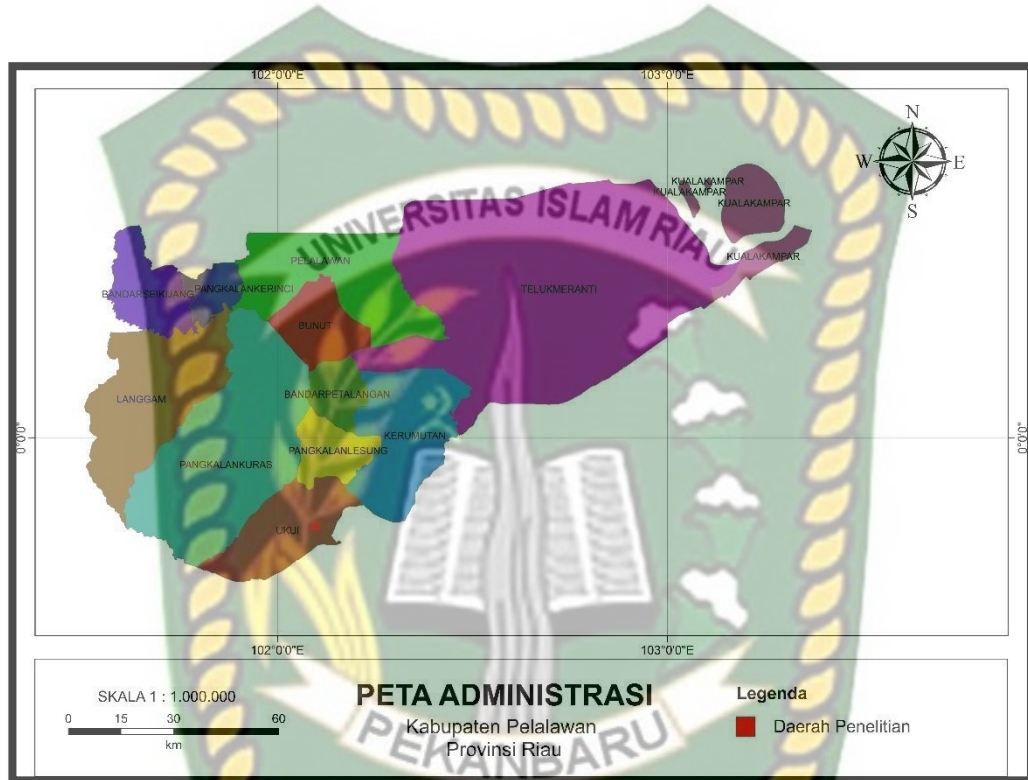 102°0'0"E
103°0'0"E
N
W
E
S
KUALAKAMPAR
KUALAKAMPAR
KUALAKAMPAR
KUALAKAMPAR
UNIVERSITAS ISLAM RIAU
PELALAWAN
BANDARSEIKIJANG
PANGKALANKERINCI
TELUKMERANTI
BUNUT
BANDARPETALANGAN
LANGGAM
KERUMUTAN
0°0'0"
0°0'0"
PANGKALANLESUNG
PANGKALANKURAS
UKUI
102°0'0"E
103°0'0"E
SKALA 1 : 1.000.000
0 15 30 60
km
PETA ADMINISTRASI
Kabupaten Pelalawan
Provinsi Riau
Legenda
Daerah Penelitian
PEKANBARU